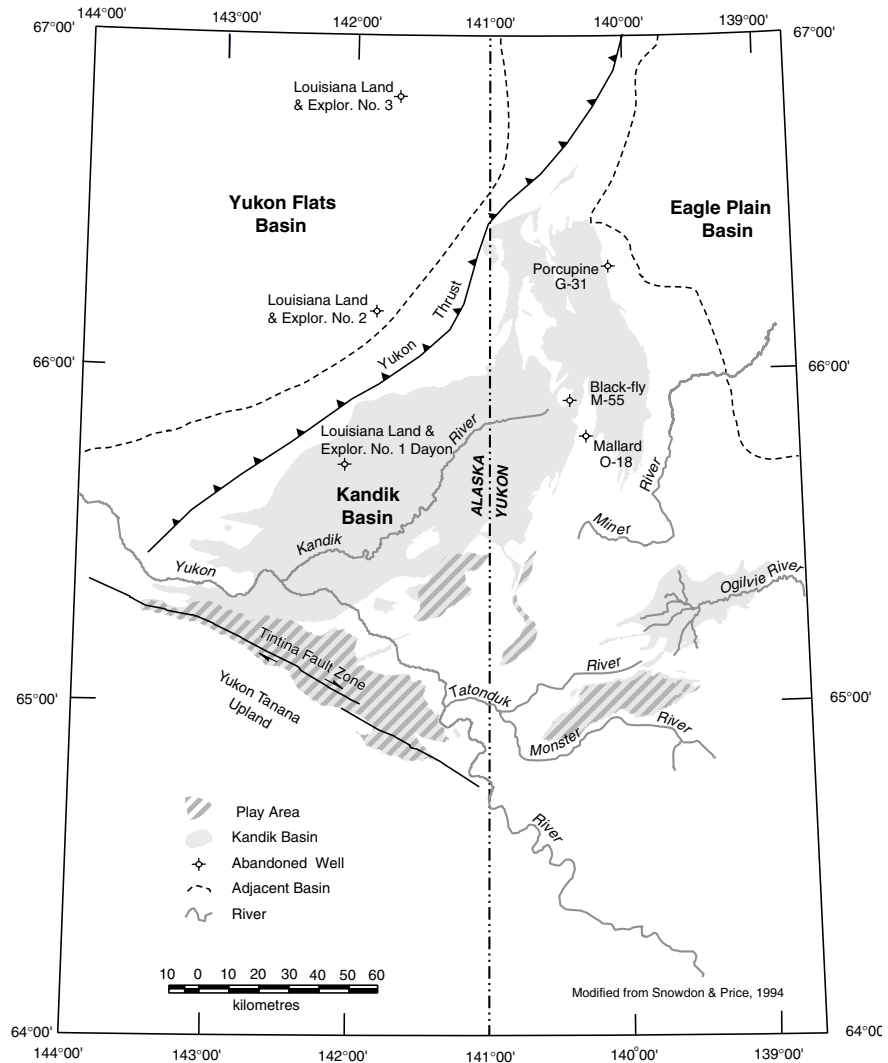 144°00'
143°00'
142°00'
141°00'
140°00'
139°00'
67°00'
67°00'
Louisiana Land
& Explor. No. 3
Yukon Flats
Basin
Eagle Plain
Basin
Porcupine
G-31
Louisiana Land
& Explor. No. 2
Thrust
Yukon
66°00'
66°00'
Black-fly
M-55
Louisiana Land &
Explor. No. 1 Dayon
River
Mallard
O-18
River
Kandik
Basin
ALASKA
YUKON
Miner
Kandik
Yukon
Ogilvie River
Tintina Fault Zone
River
Yukon Tanana
Upland
Tatonduk
65°00'
65°00'
River
Monster
River
Play Area
Kandik Basin
Abandoned Well
Adjacent Basin
River
10 0 10 20 30 40 50 60
kilometres
Modified from Snowdon & Price, 1994
64°00'
64°00'
144°00'
143°00'
142°00'
141°00'
140°00'
139°00'